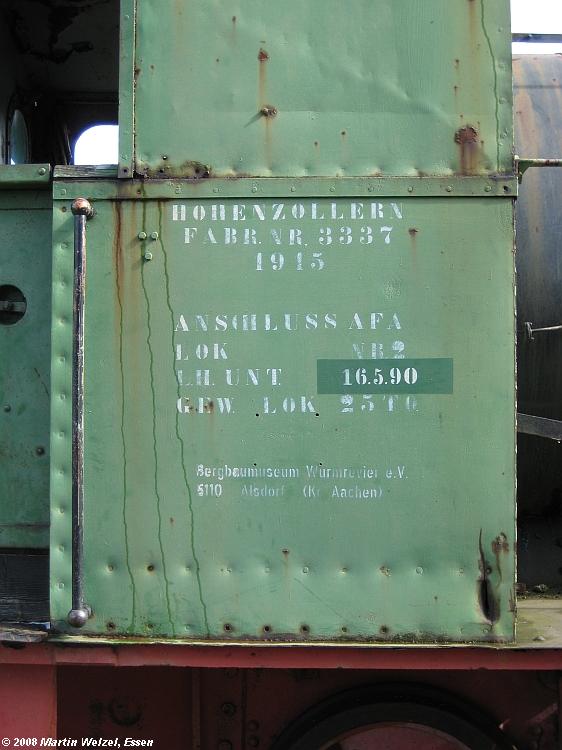 HOHENZOLLERN
FABR. NR. 3337
1915
ANSCHLUSS AFA
LOK NR. 2
LH. UNT 16.5.90
GEW. LOK 25 TO
Bergbaumuseum Wurmrevier e.V.
5110 Alsdorf (Kr. Aachen)
© 2008 Martin Welzel, Essen